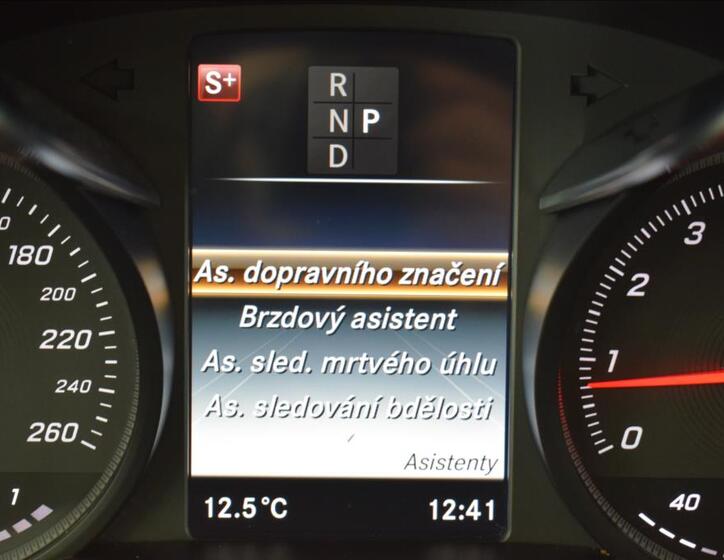 S+
R
N P
D
As. dopravního značení
Brzdový asistent
As. sled. mrtvého úhlu
As. sledování bdělosti
Asistenty
12.5°C
12:41
180
200
220
240
260
1
3
2
1
0
40